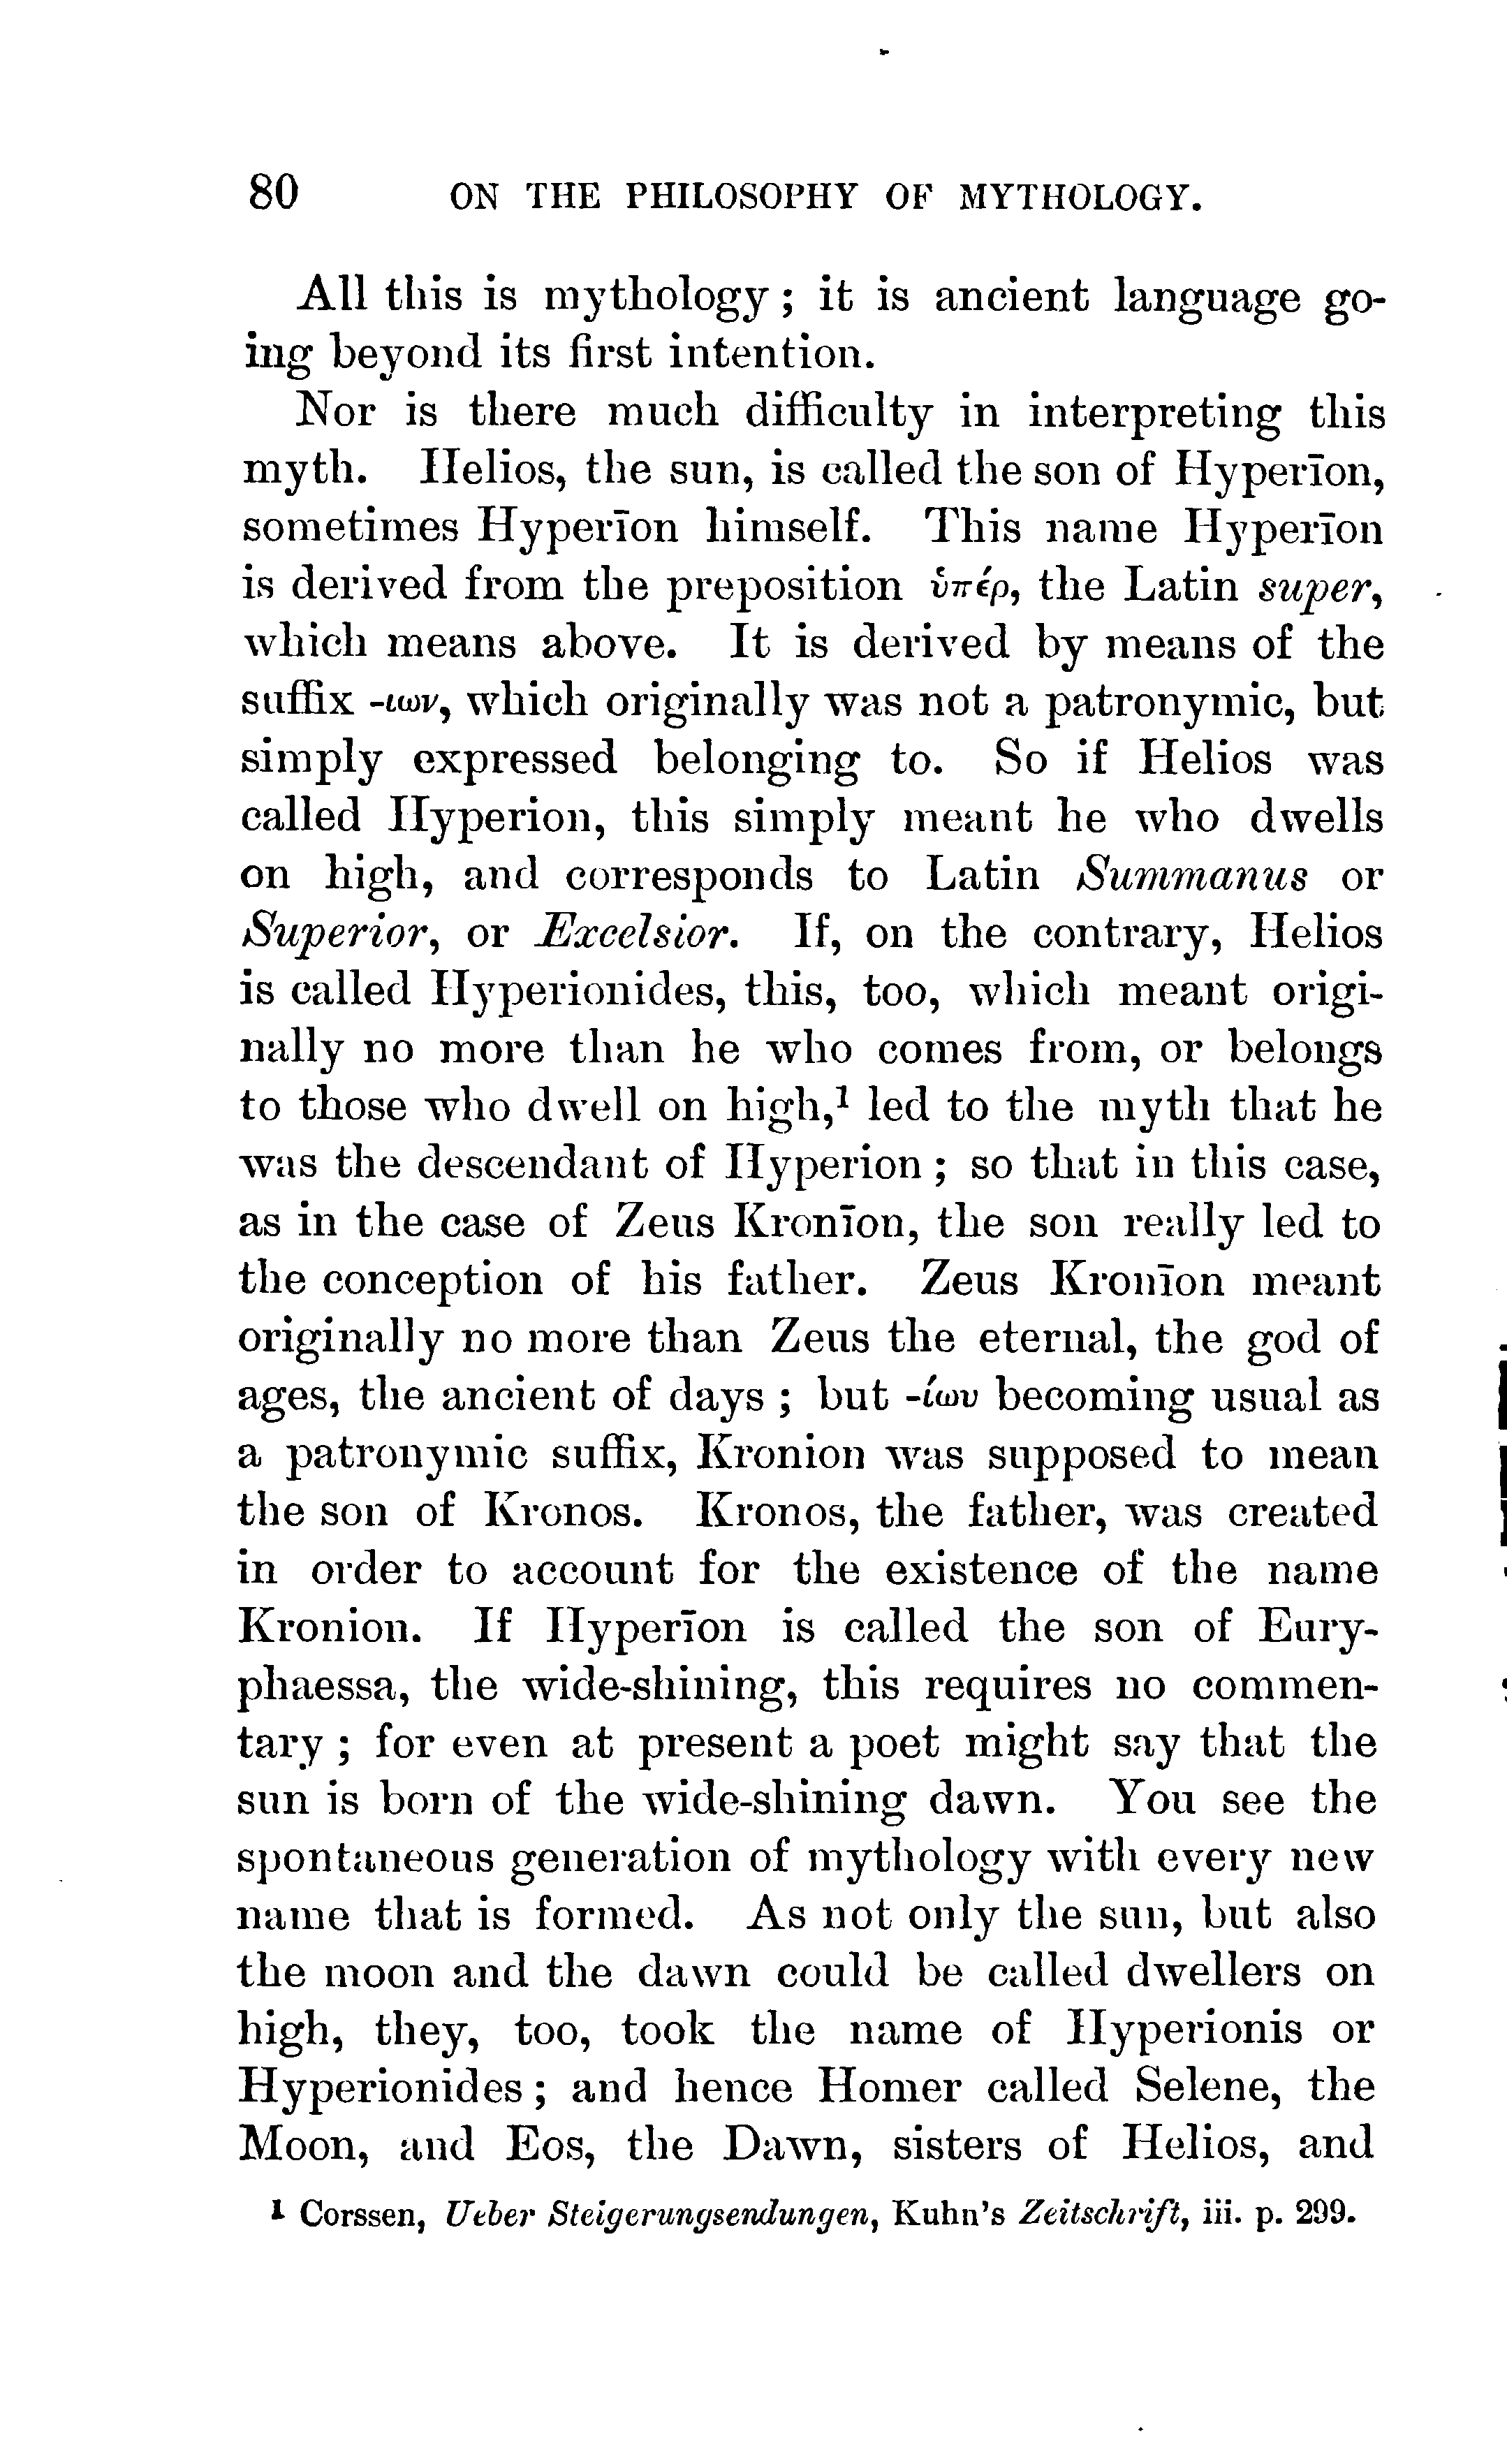 80 ON THE PHILOSOPHY OF MYTHOLOGY.
All this is mythology; it is ancient language go-
ing beyond its first intention.
Nor is there much difficulty in interpreting this
myth. Helios, the sun, is called the son of Hyperīon,
sometimes Hyperīon himself. This name Hyperīon
is derived from the preposition ὑπέρ, the Latin super,
which means above. It is derived by means of the
suffix -ιων, which originally was not a patronymic, but
simply expressed belonging to. So if Helios was
called Hyperion, this simply meant he who dwells
on high, and corresponds to Latin Summanus or
Superior, or Excelsior. If, on the contrary, Helios
is called Hyperionides, this, too, which meant origi-
nally no more than he who comes from, or belongs
to those who dwell on high,¹ led to the myth that he
was the descendant of Hyperion; so that in this case,
as in the case of Zeus Kronīon, the son really led to
the conception of his father. Zeus Kronīon meant
originally no more than Zeus the eternal, the god of
ages, the ancient of days; but -ίων becoming usual as
a patronymic suffix, Kronion was supposed to mean
the son of Kronos. Kronos, the father, was created
in order to account for the existence of the name
Kronion. If Hyperīon is called the son of Eury-
phaessa, the wide-shining, this requires no commen-
tary; for even at present a poet might say that the
sun is born of the wide-shining dawn. You see the
spontaneous generation of mythology with every new
name that is formed. As not only the sun, but also
the moon and the dawn could be called dwellers on
high, they, too, took the name of Hyperionis or
Hyperionides; and hence Homer called Selene, the
Moon, and Eos, the Dawn, sisters of Helios, and
¹ Corssen, Ueber Steigerungsendungen, Kuhn's Zeitschrift, iii. p. 299.